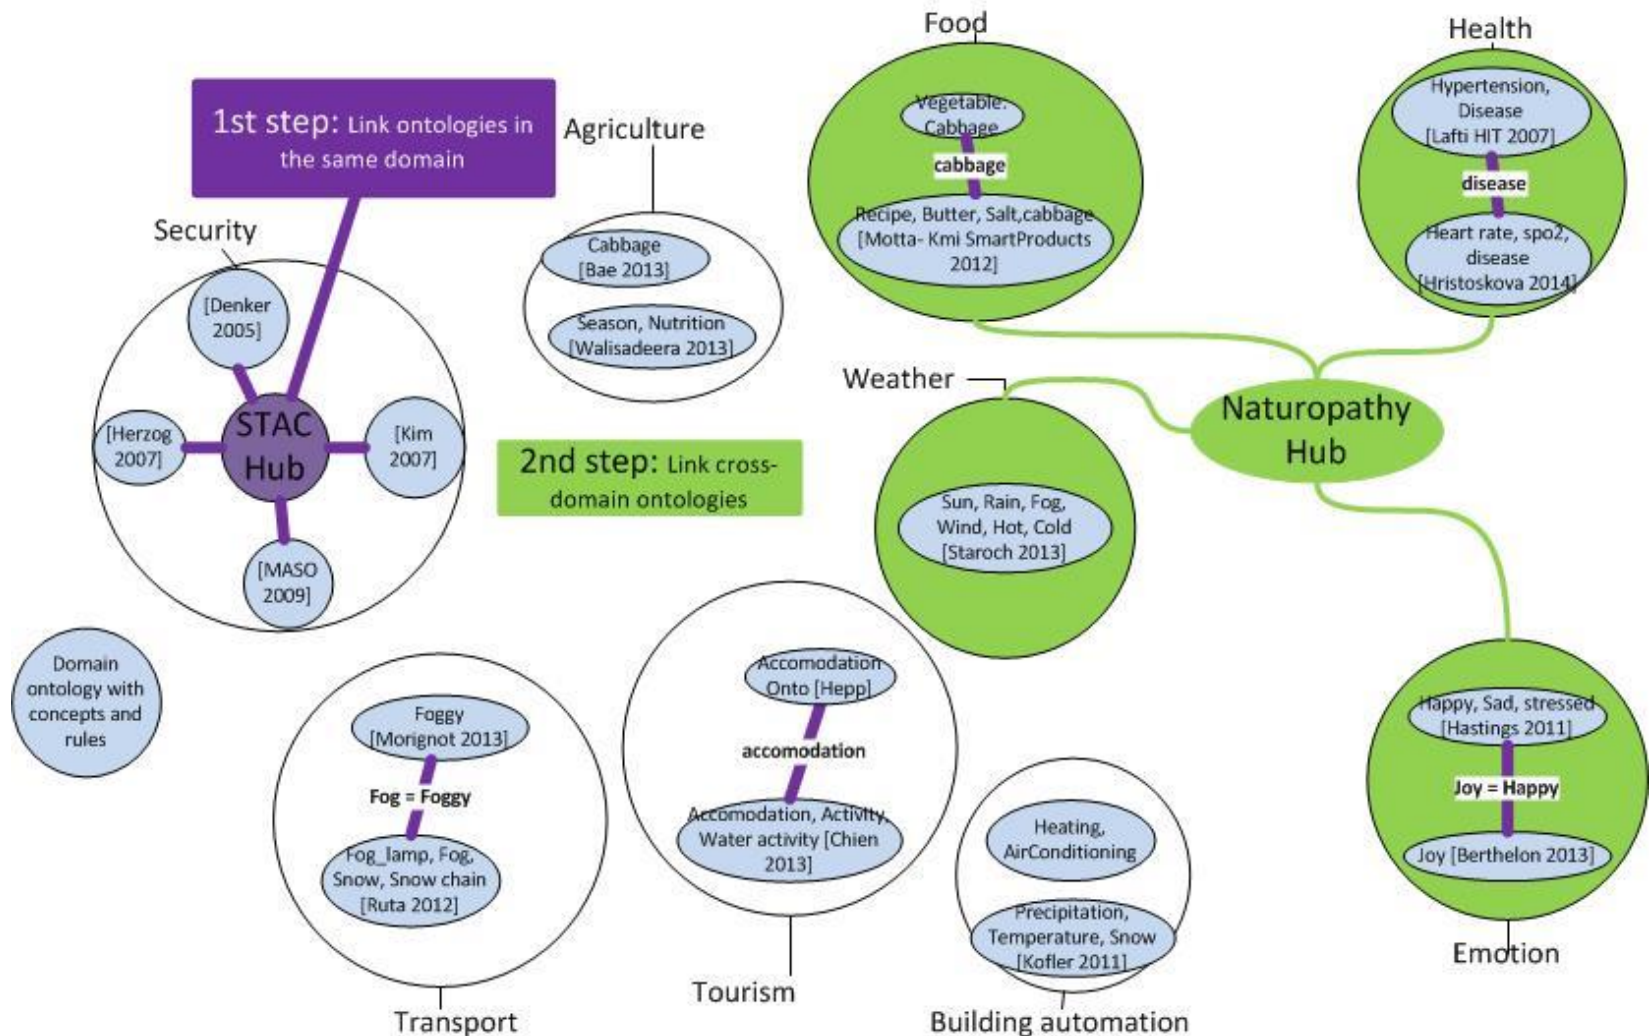 Food
Health
1st step: Link ontologies in
the same domain
Agriculture
Security
Vegetable:
Cabbage
cabbage
Recipe, Butter, Salt,cabbage
[Motta- Kmi SmartProducts
2012]
Hypertension,
Disease
[Lafti HIT 2007]
disease
Heart rate, spo2,
disease
[Hristoskova 2014]
Cabbage
[Bae 2013]
Season, Nutrition
[Walisadeera 2013]
[Denker
2005]
[Herzog
2007]
STAC
Hub
[Kim
2007]
[MASO
2009]
2nd step: Link cross-
domain ontologies
Weather
Sun, Rain, Fog,
Wind, Hot, Cold
[Staroch 2013]
Naturopathy
Hub
Domain
ontology with
concepts and
rules
Foggy
[Morignot 2013]
Fog = Foggy
Fog_lamp, Fog,
Snow, Snow chain
[Ruta 2012]
Transport
Accomodation
Onto [Hepp]
accomodation
Accomodation, Activity,
Water activity [Chien
2013]
Tourism
Heating,
AirConditioning
Precipitation,
Temperature, Snow
[Kofler 2011]
Building automation
Happy, Sad, stressed
[Hastings 2011]
Joy = Happy
Joy [Berthelon 2013]
Emotion